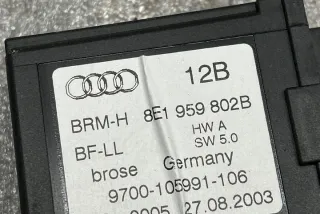 12B
BRM-H 8E1 959 802B
HW A
BF-LL SW 5.0
brose Germany
9700-105991-106
0005 27.08.2003